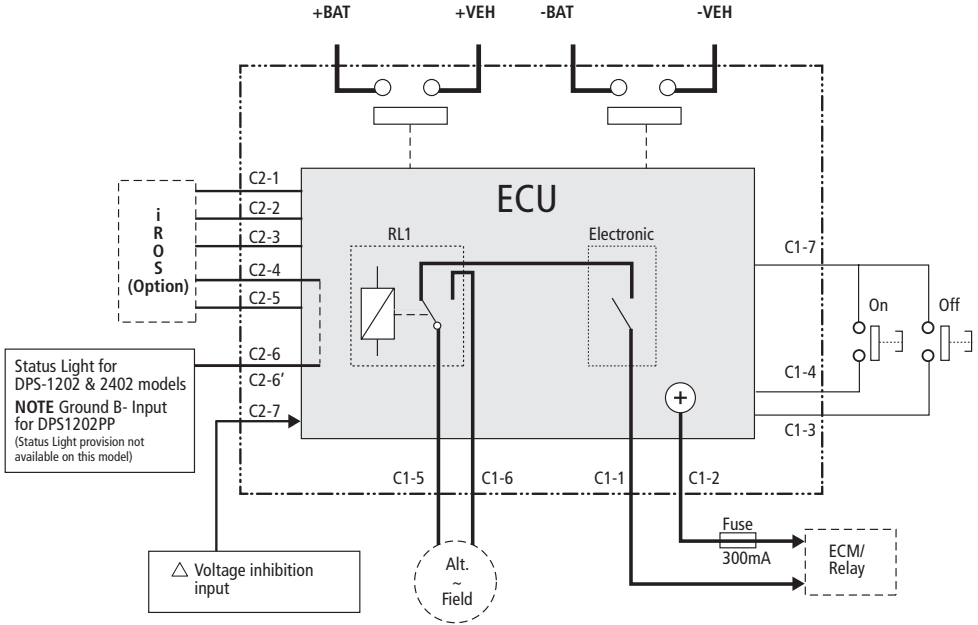 +BAT
+VEH
-BAT
-VEH
ECU
C2-1
C2-2
C2-3
C2-4
C2-5
i
R
O
S
(Option)
RL1
Electronic
C1-7
On
Off
C1-4
C1-3
Status Light for
DPS-1202 & 2402 models
NOTE Ground B- Input
for DPS1202PP
(Status Light provision not
available on this model)
C2-6
C2-6’
C2-7
+
C1-5
C1-6
C1-1
C1-2
Fuse
300mA
ECM/
Relay
△ Voltage inhibition
input
Alt.
~
Field